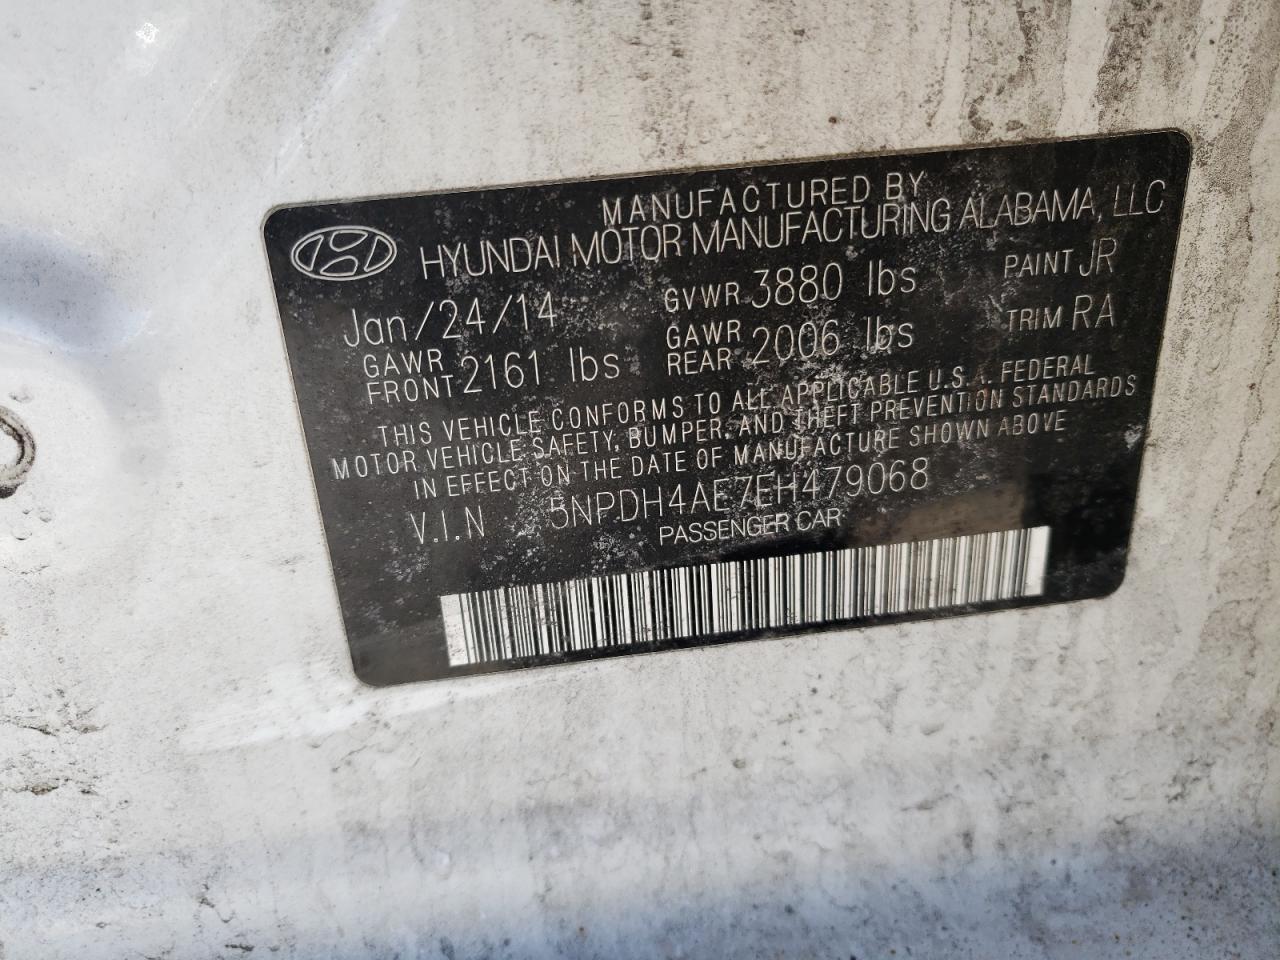 MANUFACTURED BY
HYUNDAI MOTOR MANUFACTURING ALABAMA, LLC
Jan/24/14 GVWR 3880 lbs PAINT JR
GAWR FRONT 2161 lbs GAWR REAR 2006 lbs TRIM RA
THIS VEHICLE CONFORMS TO ALL APPLICABLE U.S.A. FEDERAL
MOTOR VEHICLE SAFETY, BUMPER, AND THEFT PREVENTION STANDARDS
IN EFFECT ON THE DATE OF MANUFACTURE SHOWN ABOVE
V.I.N 5NPDH4AE7EH479068
PASSENGER CAR